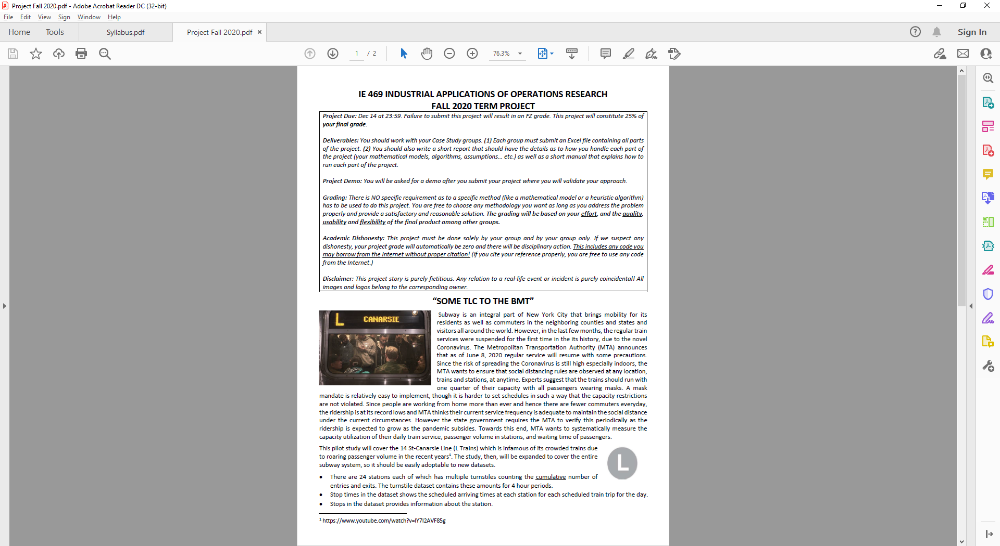 Project Fall 2020.pdf - Adobe Acrobat Reader DC (32-bit)
File Edit View Sign Window Help
Home Tools Syllabus.pdf Project Fall 2020.pdf × Sign In
1 / 2 76.3%
IE 469 INDUSTRIAL APPLICATIONS OF OPERATIONS RESEARCH
FALL 2020 TERM PROJECT
Project Due: Dec 14 at 23:59. Failure to submit this project will result in an FZ grade. This project will constitute 25% of
your final grade.
Deliverables: You should work with your Case Study groups. (1) Each group must submit an Excel file containing all parts
of the project. (2) You should also write a short report that should have the details as to how you handle each part of
the project (your mathematical models, algorithms, assumptions... etc.) as well as a short manual that explains how to
run each part of the project.
Project Demo: You will be asked for a demo after you submit your project where you will validate your approach.
Grading: There is NO specific requirement as to a specific method (like a mathematical model or a heuristic algorithm)
has to be used to do this project. You are free to choose any methodology you want as long as you address the problem
properly and provide a satisfactory and reasonable solution. The grading will be based on your effort, and the quality,
usability and flexibility of the final product among other groups.
Academic Dishonesty: This project must be done solely by your group and by your group only. If we suspect any
dishonesty, your project grade will automatically be zero and there will be disciplinary action. This includes any code you
may borrow from the Internet without proper citation! (If you cite your reference properly, you are free to use any code
from the Internet.)
Disclaimer: This project story is purely fictitious. Any relation to a real-life event or incident is purely coincidental! All
images and logos belong to the corresponding owner.
“SOME TLC TO THE BMT”
L CANARSIE
Subway is an integral part of New York City that brings mobility for its
residents as well as commuters in the neighboring counties and states and
visitors all around the world. However, in the last few months, the regular train
services were suspended for the first time in the its history, due to the novel
Coronavirus. The Metropolitan Transportation Authority (MTA) announces
that as of June 8, 2020 regular service will resume with some precautions.
Since the risk of spreading the Coronavirus is still high especially indoors, the
MTA wants to ensure that social distancing rules are observed at any location,
trains and stations, at anytime. Experts suggest that the trains should run with
one quarter of their capacity with all passengers wearing masks. A mask
mandate is relatively easy to implement, though it is harder to set schedules in such a way that the capacity restrictions
are not violated. Since people are working from home more than ever and hence there are fewer commuters everyday,
the ridership is at its record lows and MTA thinks their current service frequency is adequate to maintain the social distance
under the current circumstances. However the state government requires the MTA to verify this periodically as the
ridership is expected to grow as the pandemic subsides. Towards this end, MTA wants to systematically measure the
capacity utilization of their daily train service, passenger volume in stations, and waiting time of passengers.
This pilot study will cover the 14 St-Canarsie Line (L Trains) which is infamous of its crowded trains due
to roaring passenger volume in the recent years1. The study, then, will be expanded to cover the entire
subway system, so it should be easily adoptable to new datasets.
L
• There are 24 stations each of which has multiple turnstiles counting the cumulative number of
entries and exits. The turnstile dataset contains these amounts for 4 hour periods.
• Stop times in the dataset shows the scheduled arriving times at each station for each scheduled train trip for the day.
• Stops in the dataset provides information about the station.
1 https://www.youtube.com/watch?v=IY7I2AVF85g